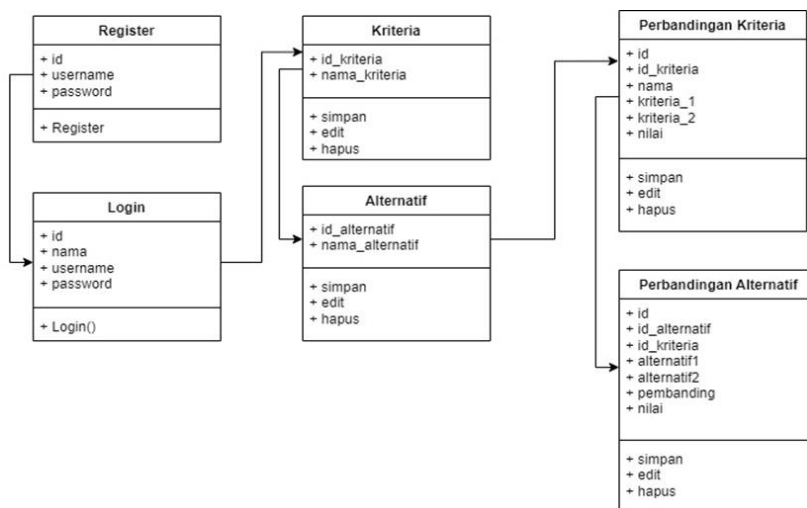 Register
+ id
+ username
+ password
+ Register
Login
+ id
+ nama
+ username
+ password
+ Login()
Kriteria
+ id_kriteria
+ nama_kriteria
+ simpan
+ edit
+ hapus
Alternatif
+ id_alternatif
+ nama_alternatif
+ simpan
+ edit
+ hapus
Perbandingan Kriteria
+ id
+ id_kriteria
+ nama
+ kriteria_1
+ kriteria_2
+ nilai
+ simpan
+ edit
+ hapus
Perbandingan Alternatif
+ id
+ id_alternatif
+ id_kriteria
+ alternatif1
+ alternatif2
+ pembanding
+ nilai
+ simpan
+ edit
+ hapus